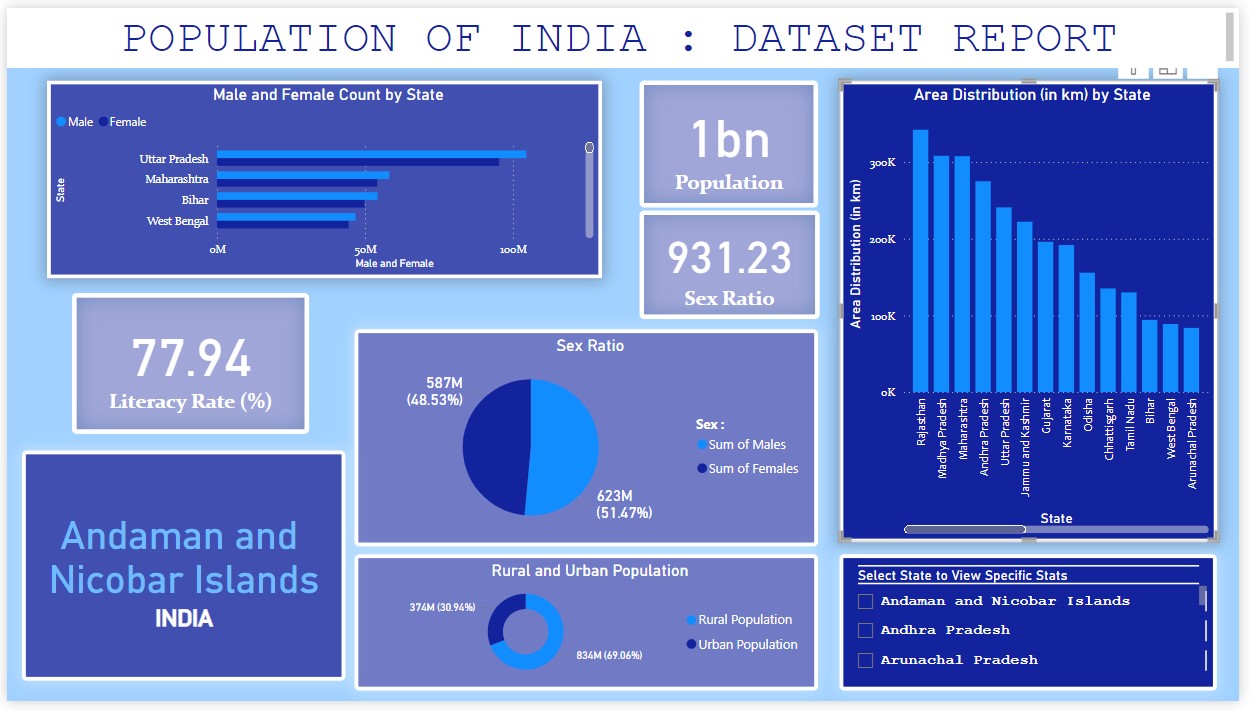 POPULATION OF INDIA : DATASET REPORT
Male and Female Count by State
Male Female
State
Uttar Pradesh
Maharashtra
Bihar
West Bengal
0M 50M 100M
Male and Female
1bn
Population
931.23
Sex Ratio
77.94
Literacy Rate (%)
Andaman and
Nicobar Islands
INDIA
Sex Ratio
587M
(48.53%)
623M
(51.47%)
Sex :
Sum of Males
Sum of Females
Rural and Urban Population
374M (30.94%)
834M (69.06%)
Rural Population
Urban Population
Area Distribution (in km) by State
Area Distribution (in km)
300K
200K
100K
0K
Rajasthan
Madhya Pradesh
Maharashtra
Andhra Pradesh
Uttar Pradesh
Jammu and Kashmir
Gujarat
Karnataka
Odisha
Chhattisgarh
Tamil Nadu
Bihar
West Bengal
Arunachal Pradesh
State
Select State to View Specific Stats
Andaman and Nicobar Islands
Andhra Pradesh
Arunachal Pradesh